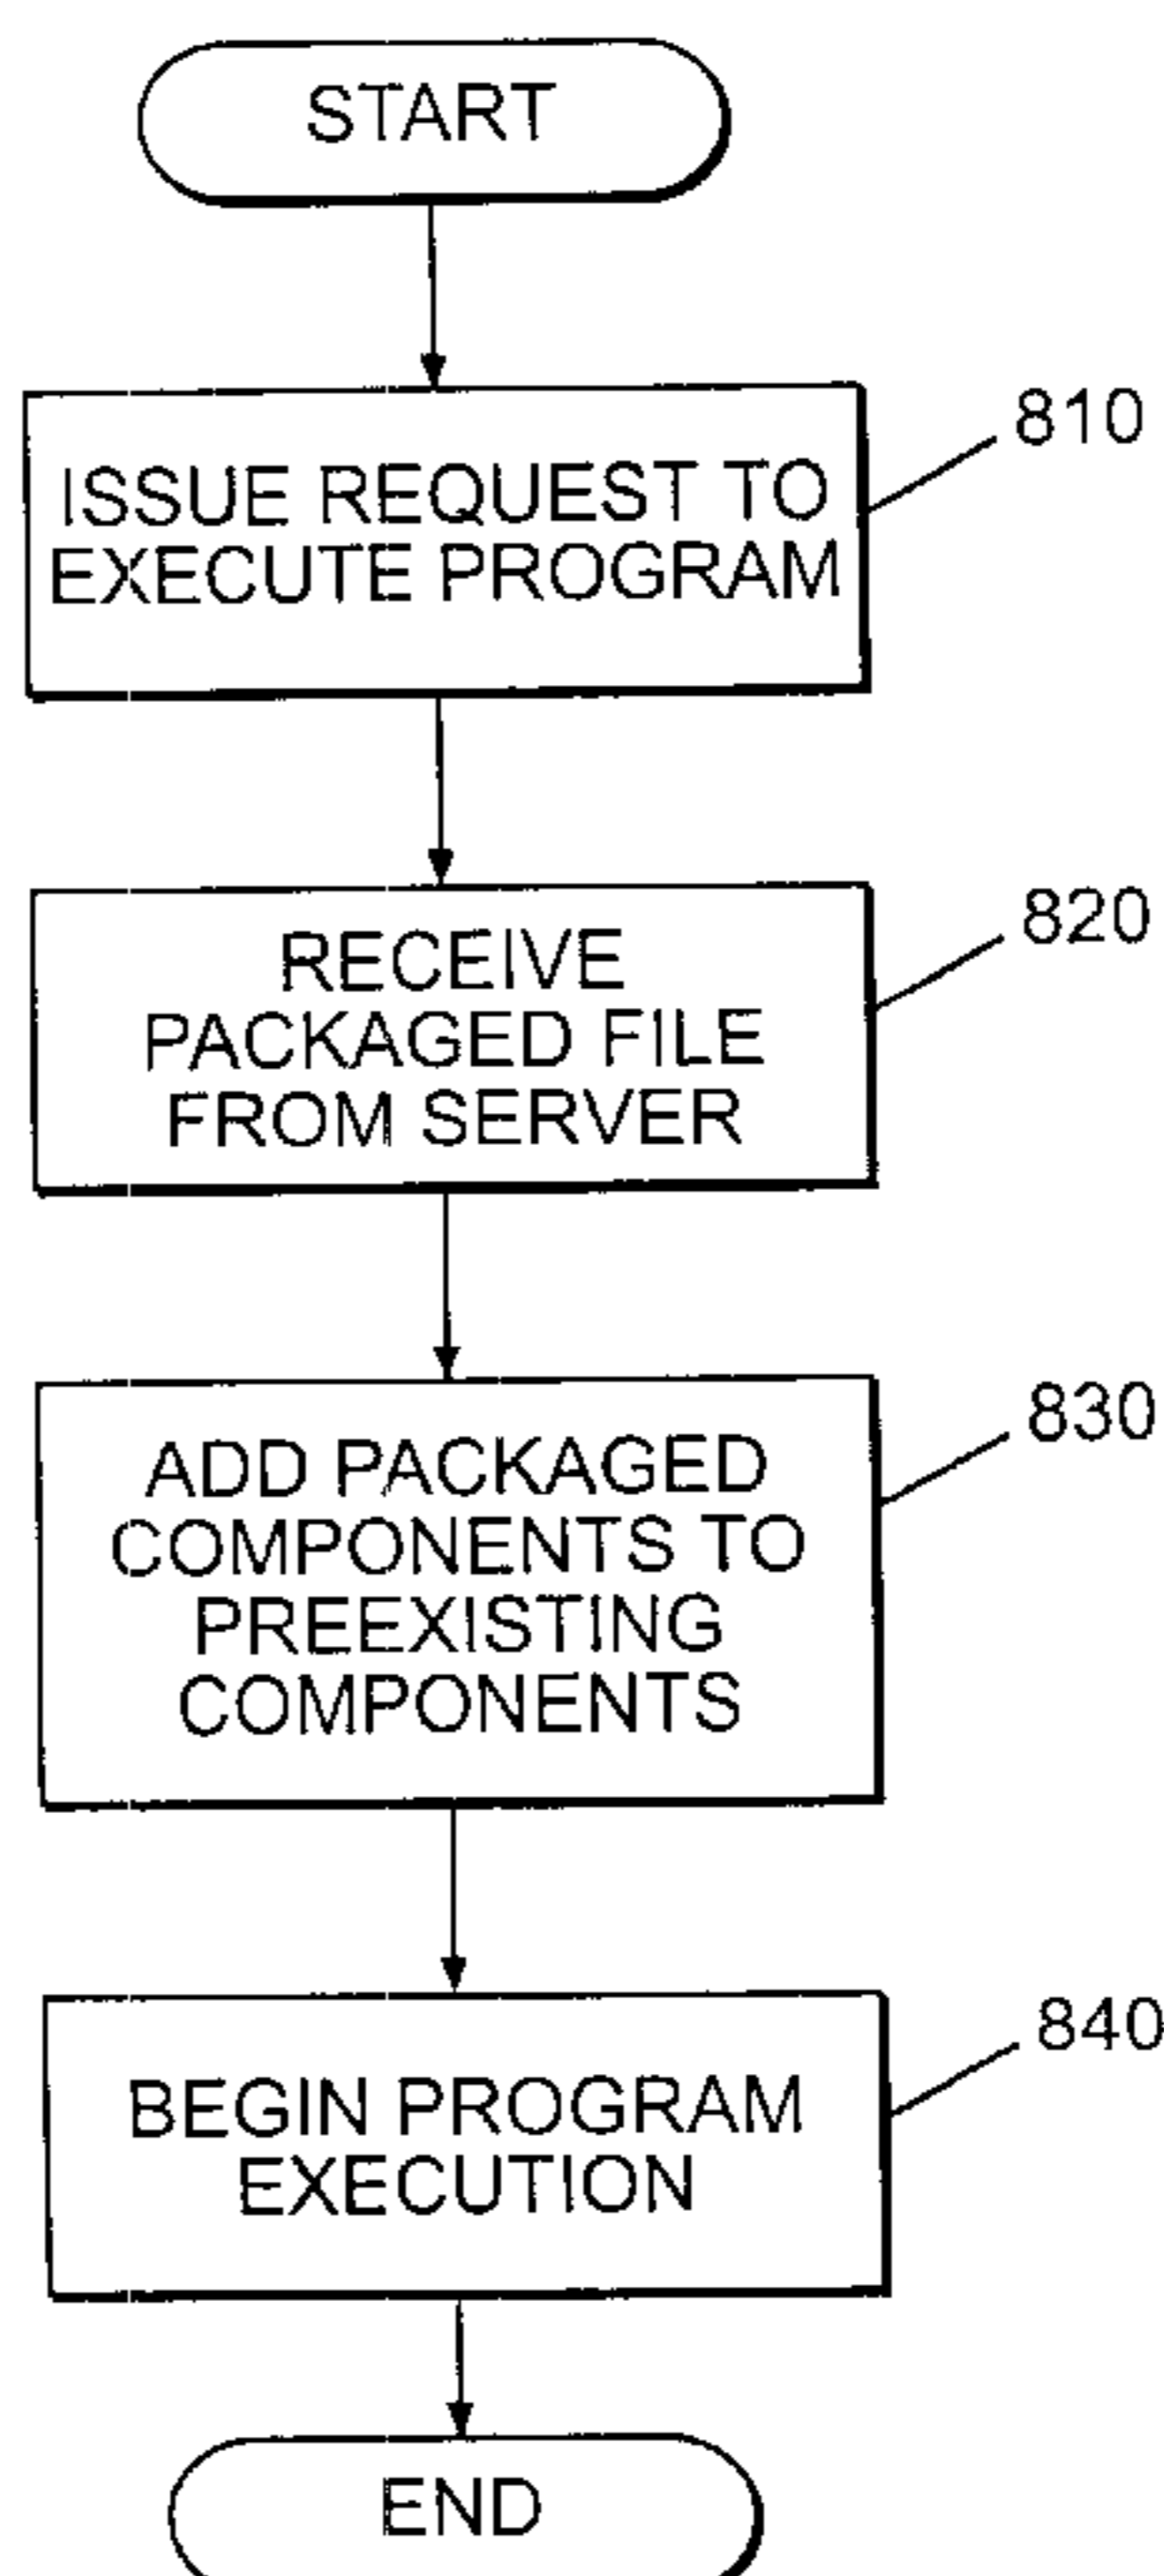 START
810
ISSUE REQUEST TO
EXECUTE PROGRAM
820
RECEIVE
PACKAGED FILE
FROM SERVER
830
ADD PACKAGED
COMPONENTS TO
PREEXISTING
COMPONENTS
840
BEGIN PROGRAM
EXECUTION
END